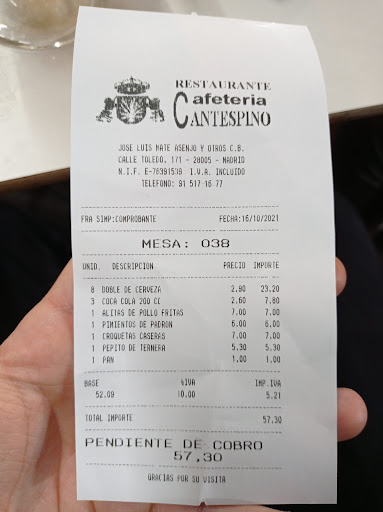 RESTAURANTE
Cafeteria
CANTESPINO
JOSE LUIS MATE ASENJO Y OTROS C.B.
CALLE TOLEDO, 171 - 28005 - MADRID
N.I.F. E-78391538 I.V.A. INCLUIDO
TELEFONO: 91 517 16 77
FRA SIMP:COMPROBANTE FECHA:16/10/2021
MESA: 038
UNID. DESCRIPCION PRECIO IMPORTE
8 DOBLE DE CERVEZA 2.90 23.20
3 COCA COLA 200 CC 2.60 7.80
1 ALITAS DE POLLO FRITAS 7.00 7.00
1 PIMIENTOS DE PADRON 6.00 6.00
1 CROQUETAS CASERAS 7.00 7.00
1 PEPITO DE TERNERA 5.30 5.30
1 PAN 1.00 1.00
BASE %IVA IMP.IVA
52.09 10.00 5.21
TOTAL IMPORTE 57.30
PENDIENTE DE COBRO
57,30
GRACIAS POR SU VISITA